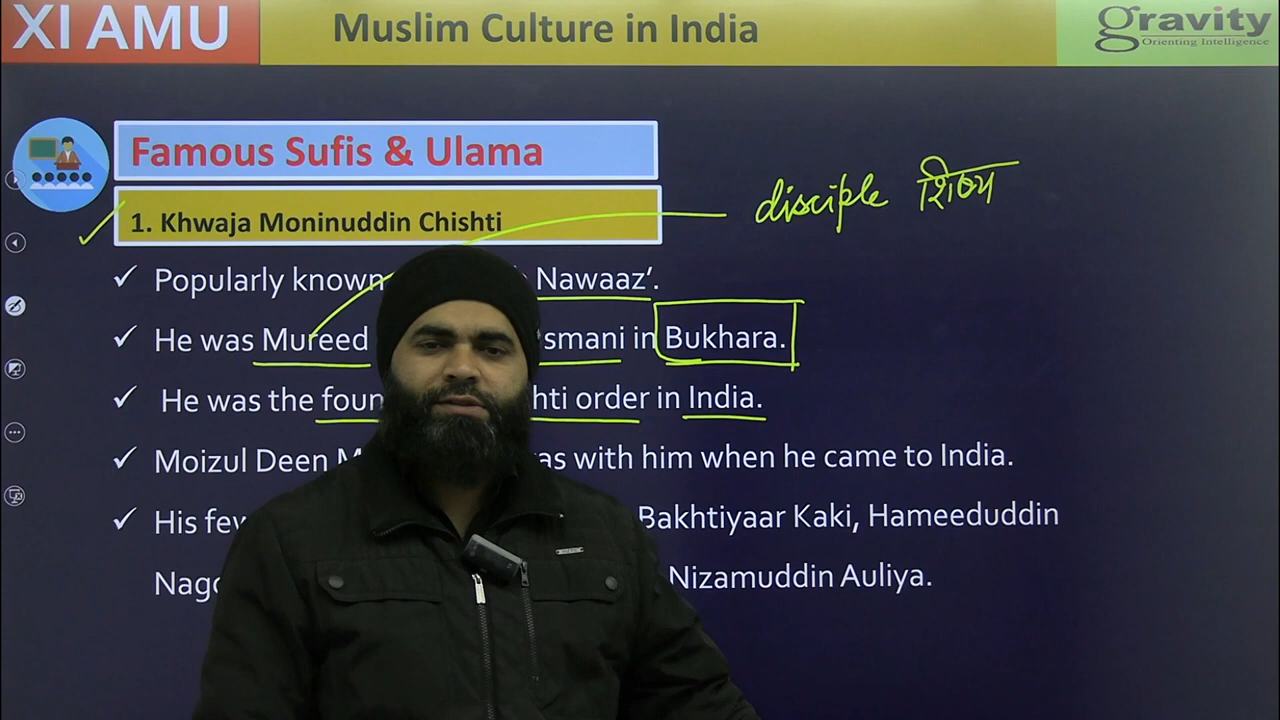 XI AMU
Muslim Culture in India
gravity
Orienting Intelligence
Famous Sufis & Ulama
disciple शिष्य
1. Khwaja Moninuddin Chishti
✓ Popularly known Nawaaz'.
✓ He was Mureed smani in Bukhara.
✓ He was the foun hti order in India.
✓ Moizul Deen M as with him when he came to India.
✓ His few Bakhtiyaar Kaki, Hameeduddin
Nago Nizamuddin Auliya.